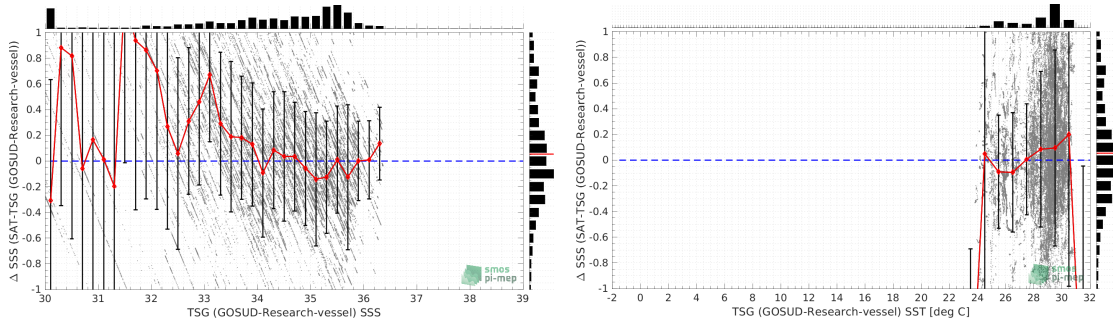 Δ SSS (SAT-TSG (GOSUD-Research-vessel))
1
0.8
0.6
0.4
0.2
0
-0.2
-0.4
-0.6
-0.8
-1
30 31 32 33 34 35 36 37 38 39
TSG (GOSUD-Research-vessel) SSS
smos
pi-mep
Δ SSS (SAT-TSG (GOSUD-Research-vessel))
1
0.8
0.6
0.4
0.2
0
-0.2
-0.4
-0.6
-0.8
-1
-2 0 2 4 6 8 10 12 14 16 18 20 22 24 26 28 30 32
TSG (GOSUD-Research-vessel) SST [deg C]
smos
pi-mep